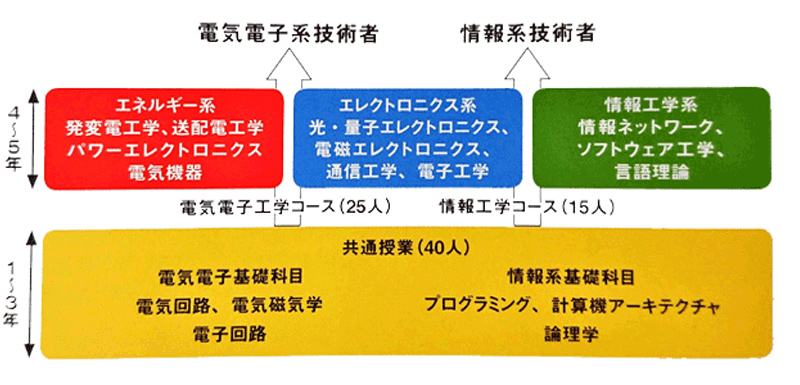 電気電子系技術者
情報系技術者
4～5年
エネルギー系
発変電工学、送配電工学
パワーエレクトロニクス
電気機器
エレクトロニクス系
光・量子エレクトロニクス、
電磁エレクトロニクス、
通信工学、電子工学
情報工学系
情報ネットワーク、
ソフトウェア工学、
言語理論
電気電子工学コース(25人)
情報工学コース(15人)
1～3年
共通授業(40人)
電気電子基礎科目
電気回路、電気磁気学
電子回路
情報系基礎科目
プログラミング、計算機アーキテクチャ
論理学